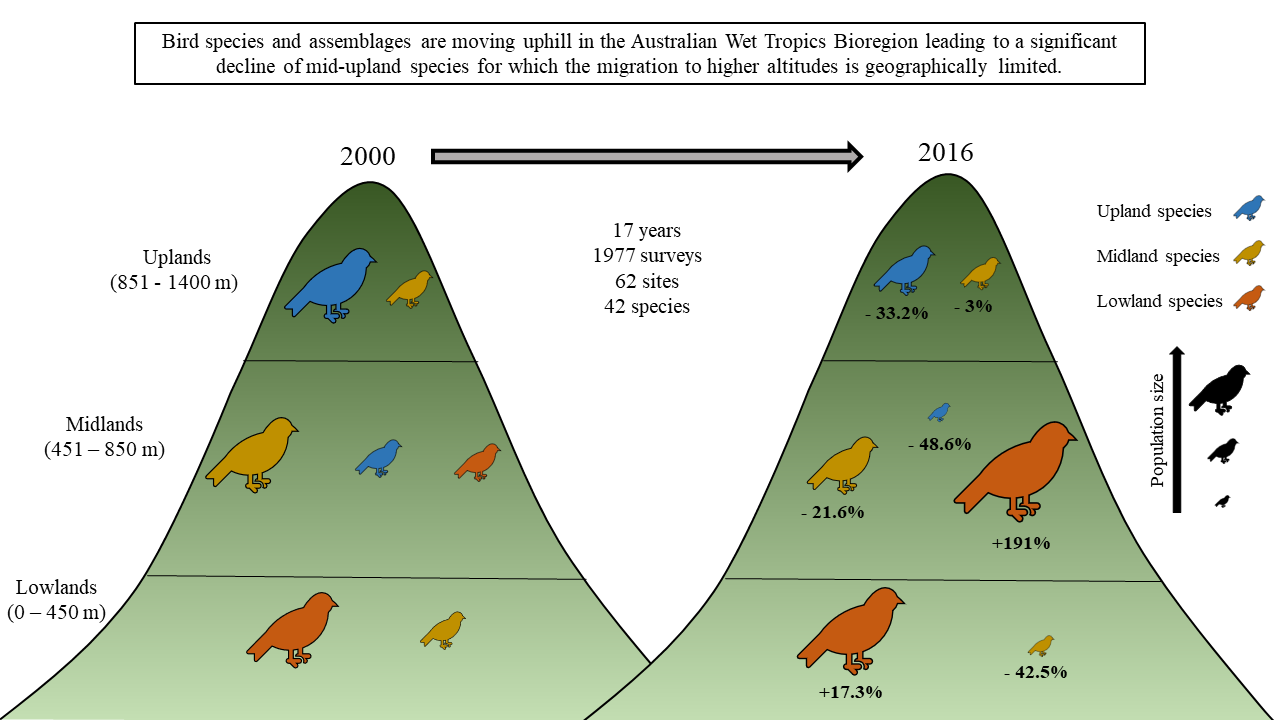 Bird species and assemblages are moving uphill in the Australian Wet Tropics Bioregion leading to a significant
decline of mid-upland species for which the migration to higher altitudes is geographically limited.
2000
2016
17 years
1977 surveys
62 sites
42 species
Uplands
(851 - 1400 m)
- 33.2%
- 3%
Midlands
(451 – 850 m)
- 48.6%
- 21.6%
+191%
Lowlands
(0 – 450 m)
+17.3%
- 42.5%
Upland species
Midland species
Lowland species
Population size